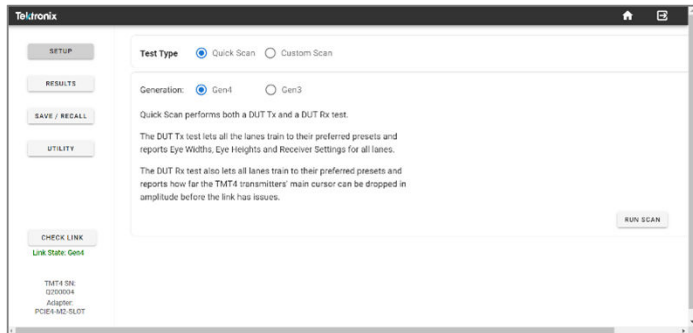 Tektronix
SETUP
RESULTS
SAVE / RECALL
UTILITY
CHECK LINK
Link State: Gen4
TMT4 SN:
Q200004
Adapter:
PCIE4-M2-SLOT
Test Type Quick Scan Custom Scan
Generation: Gen4 Gen3
Quick Scan performs both a DUT Tx and a DUT Rx test.
The DUT Tx test lets all the lanes train to their preferred presets and
reports Eye Widths, Eye Heights and Receiver Settings for all lanes.
The DUT Rx test also lets all lanes train to their preferred presets and
reports how far the TMT4 transmitters' main cursor can be dropped in
amplitude before the link has issues.
RUN SCAN